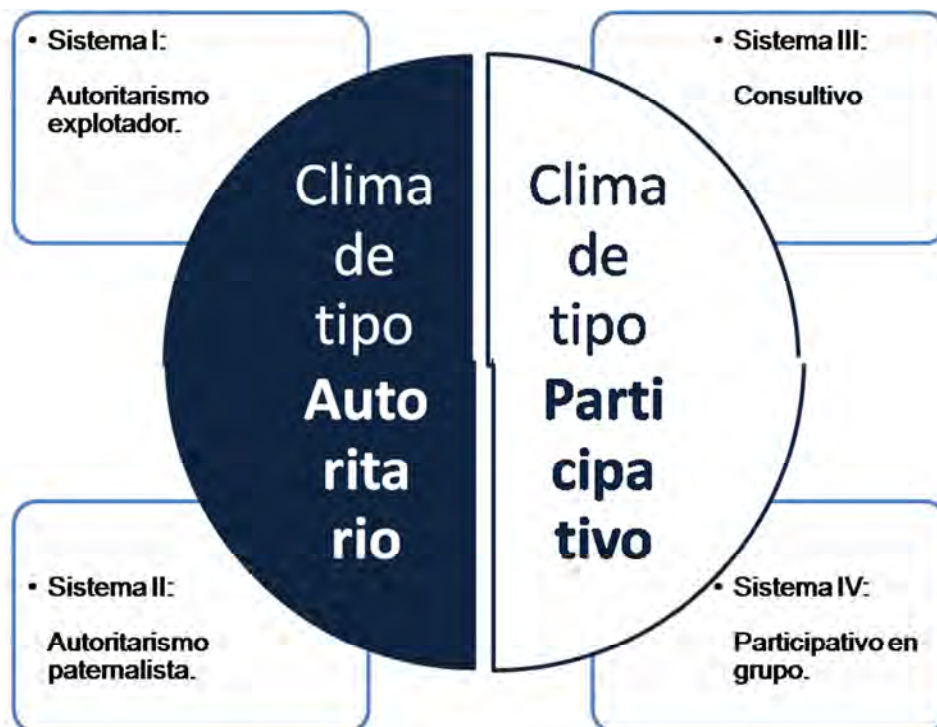 • Sistema I:
Autoritarismo
explotador.
• Sistema III:
Consultivo
Clima
de
tipo
Auto
rita
rio
Clima
de
tipo
Parti
cipa
tivo
• Sistema II:
Autoritarismo
paternalista.
• Sistema IV:
Participativo en
grupo.